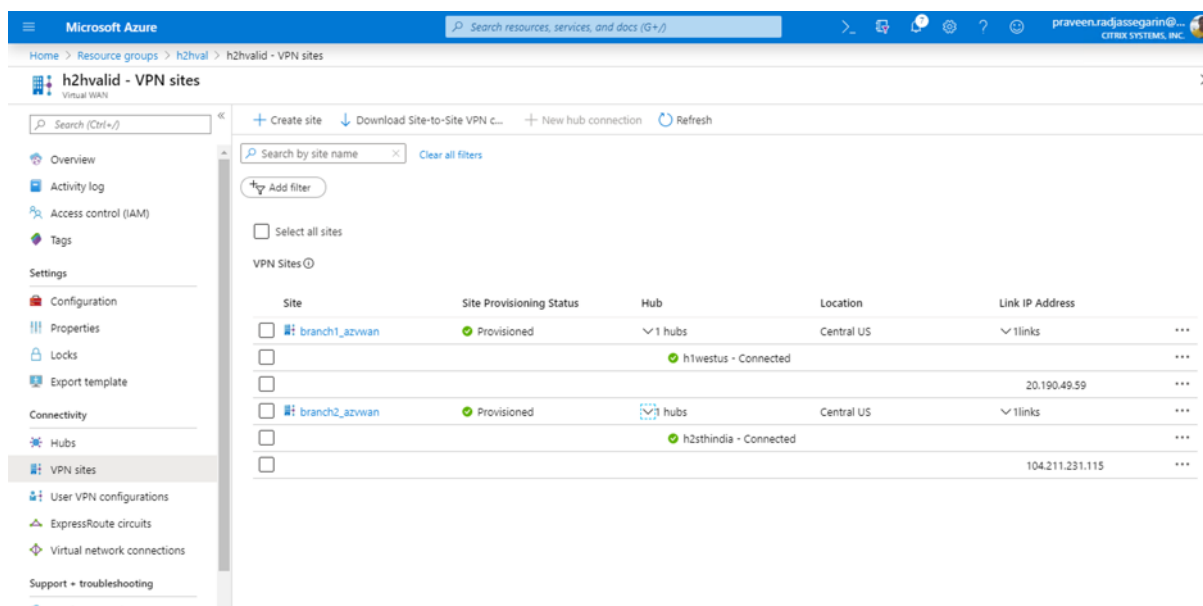 Microsoft Azure
Search resources, services, and docs (G+/)
praveen.radjassegarin@...
CITRIX SYSTEMS, INC.
Home > Resource groups > h2hval > h2hvalid - VPN sites
h2hvalid - VPN sites
Virtual WAN
Search (Ctrl+/)
Overview
Activity log
Access control (IAM)
Tags
Settings
Configuration
Properties
Locks
Export template
Connectivity
Hubs
VPN sites
User VPN configurations
ExpressRoute circuits
Virtual network connections
Support + troubleshooting
Create site Download Site-to-Site VPN c... New hub connection Refresh
Search by site name Clear all filters
Add filter
Select all sites
VPN Sites
Site Site Provisioning Status Hub Location Link IP Address
branch1_azvwan Provisioned 1 hubs Central US 1links ...
h1westus - Connected ...
20.190.49.59 ...
branch2_azvwan Provisioned 1 hubs Central US 1links ...
h2sthindia - Connected ...
104.211.231.115 ...